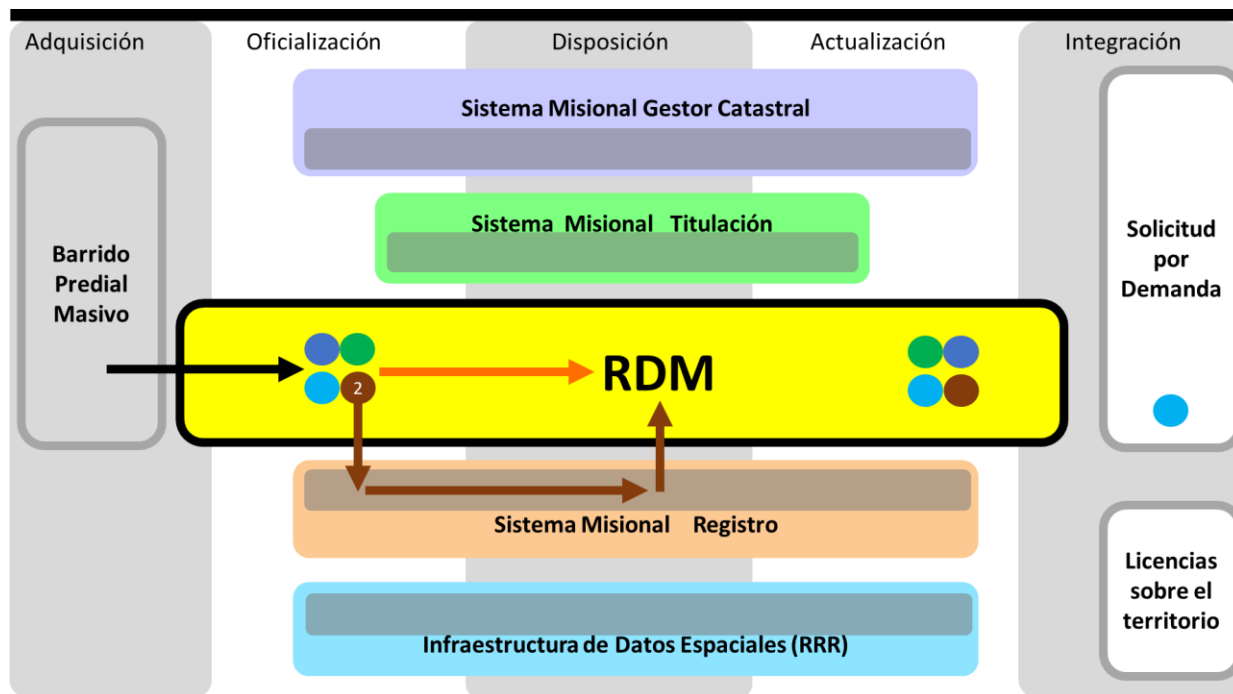 Adquisición
Oficialización
Disposición
Actualización
Integración
Sistema Misional Gestor Catastral
Sistema Misional Titulación
Barrido
Predial
Masivo
Solicitud
por
Demanda
2
RDM
Sistema Misional Registro
Licencias
sobre el
territorio
Infraestructura de Datos Espaciales (RRR)